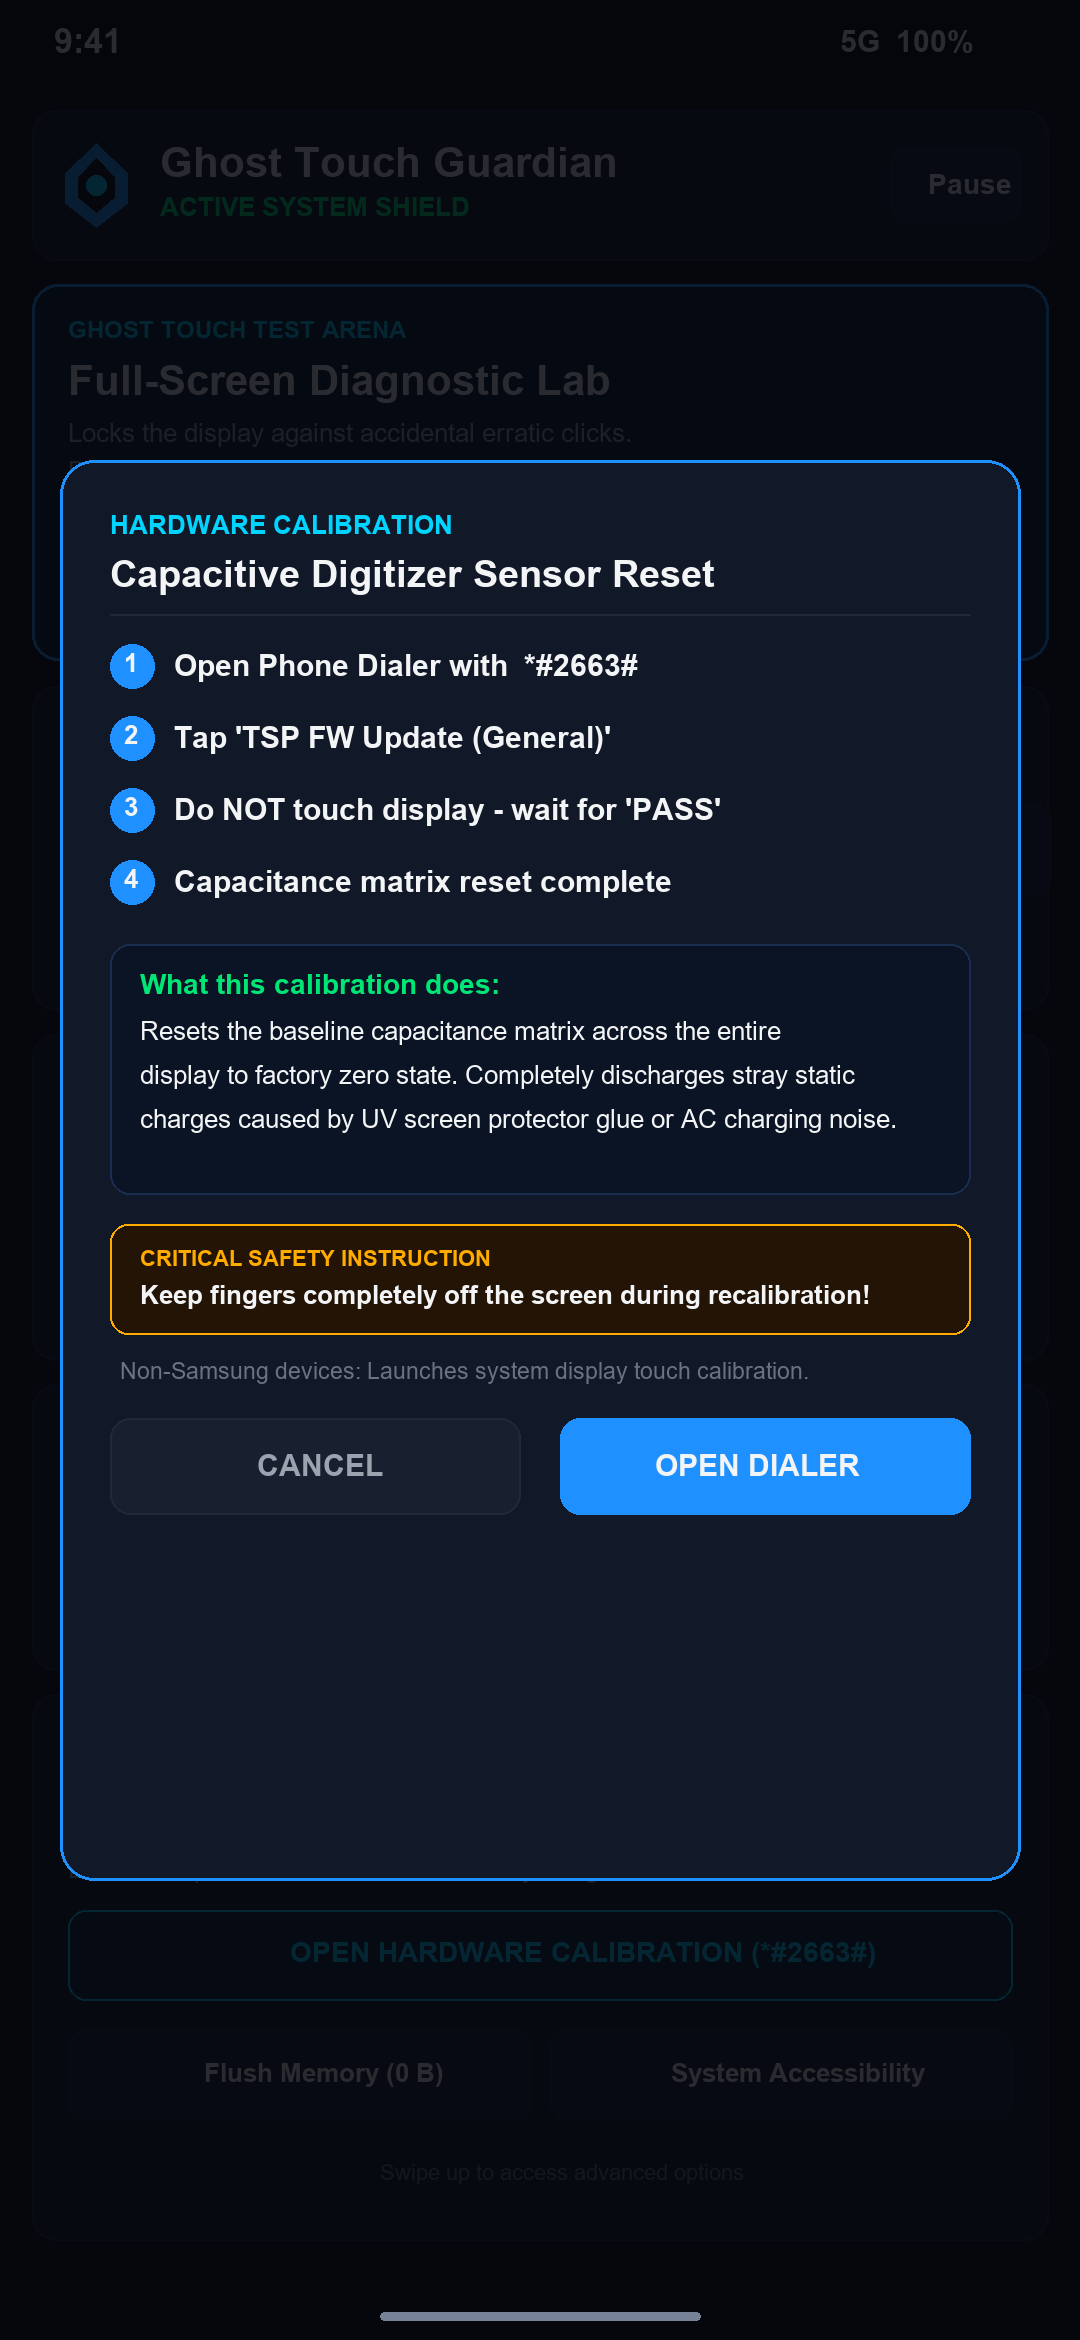 9:41
5G 100%
Ghost Touch Guardian
ACTIVE SYSTEM SHIELD
Pause
GHOST TOUCH TEST ARENA
Full-Screen Diagnostic Lab
Locks the display against accidental erratic clicks.
HARDWARE CALIBRATION
Capacitive Digitizer Sensor Reset
1 Open Phone Dialer with *#2663#
2 Tap 'TSP FW Update (General)'
3 Do NOT touch display - wait for 'PASS'
4 Capacitance matrix reset complete
What this calibration does:
Resets the baseline capacitance matrix across the entire
display to factory zero state. Completely discharges stray static
charges caused by UV screen protector glue or AC charging noise.
CRITICAL SAFETY INSTRUCTION
Keep fingers completely off the screen during recalibration!
Non-Samsung devices: Launches system display touch calibration.
CANCEL
OPEN DIALER
OPEN HARDWARE CALIBRATION (*#2663#)
Flush Memory (0 B)
System Accessibility
Swipe up to access advanced options